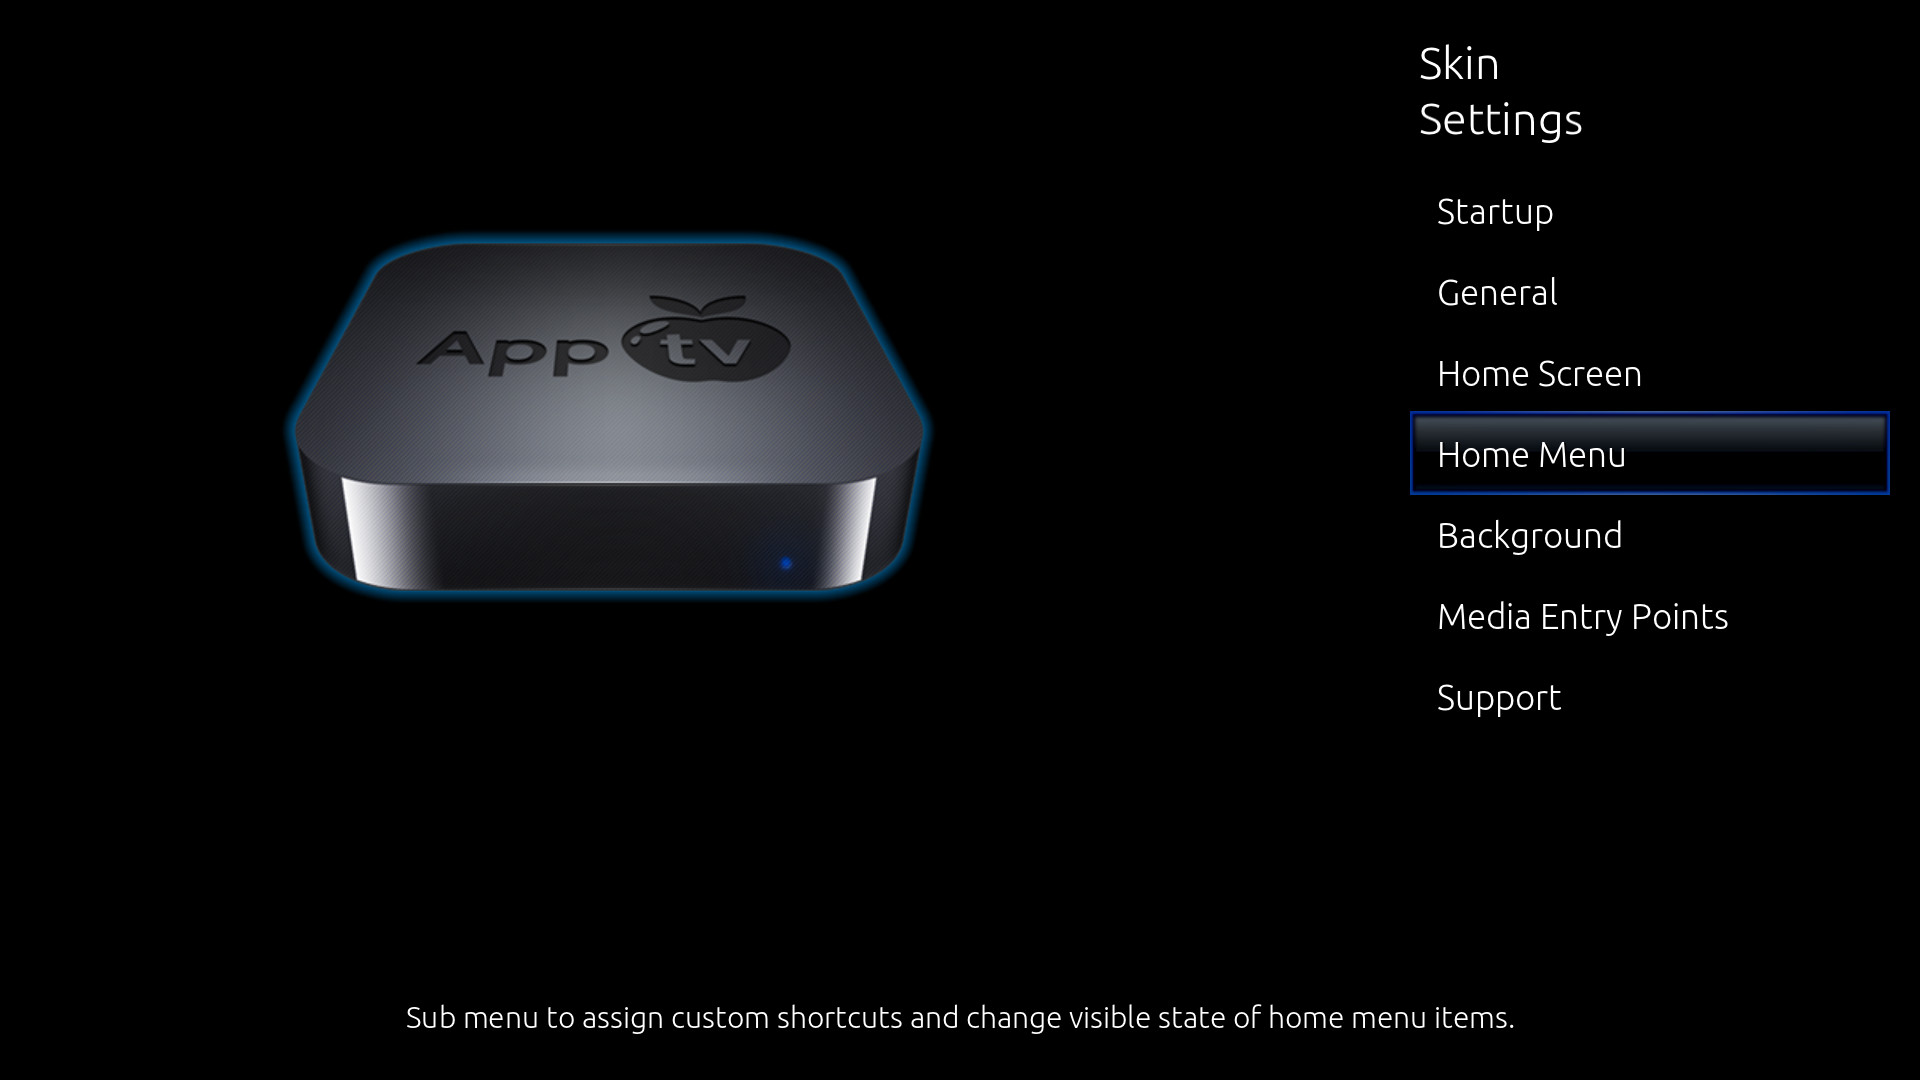 Skin
Settings
Startup
General
Home Screen
Home Menu
Background
Media Entry Points
Support
App tv
Sub menu to assign custom shortcuts and change visible state of home menu items.